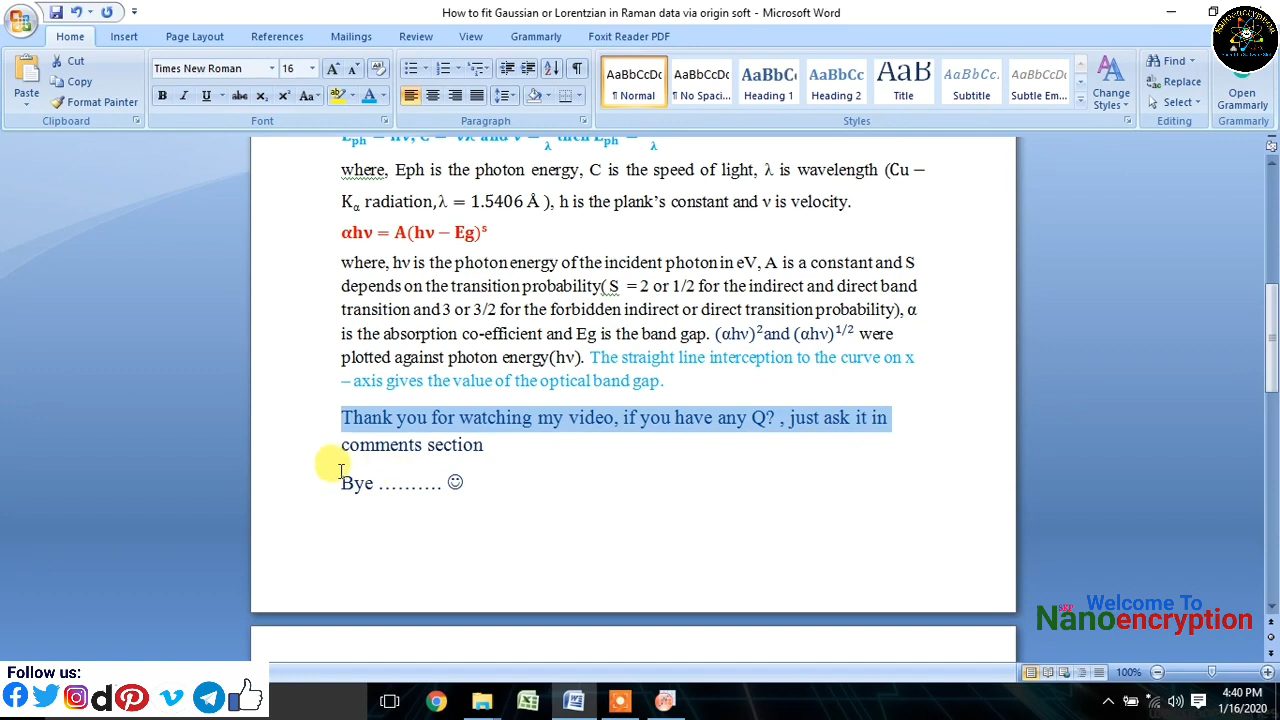 How to fit Gaussian or Lorentzian in Raman data via origin soft - Microsoft Word
Home Insert Page Layout References Mailings Review View Grammarly Foxit Reader PDF
Paste
Cut
Copy
Format Painter
Clipboard
Times New Roman 16
Font
Paragraph
AaBbCcDc AaBbCcDc AaBbCc AaBbCc AaB AaBbCcI AaBbCcDc
¶ Normal ¶ No Spaci... Heading 1 Heading 2 Title Subtitle Subtle Em...
Change Styles
Styles
Find
Replace
Select
Editing
Open Grammarly
Grammarly
where, Eph is the photon energy, C is the speed of light, λ is wavelength (Cu −
Kα radiation,λ = 1.5406 Å ), h is the plank’s constant and ν is velocity.
αhν = A(hν − Eg)ˢ
where, hν is the photon energy of the incident photon in eV, A is a constant and S
depends on the transition probability( S = 2 or 1/2 for the indirect and direct band
transition and 3 or 3/2 for the forbidden indirect or direct transition probability), α
is the absorption co-efficient and Eg is the band gap. (αhν)²and (αhν)¹/² were
plotted against photon energy(hν). The straight line interception to the curve on x
– axis gives the value of the optical band gap.
Thank you for watching my video, if you have any Q? , just ask it in
comments section
Bye ………. ☺
Welcome To
Nanoencryption
Follow us:
100%
4:40 PM
1/16/2020